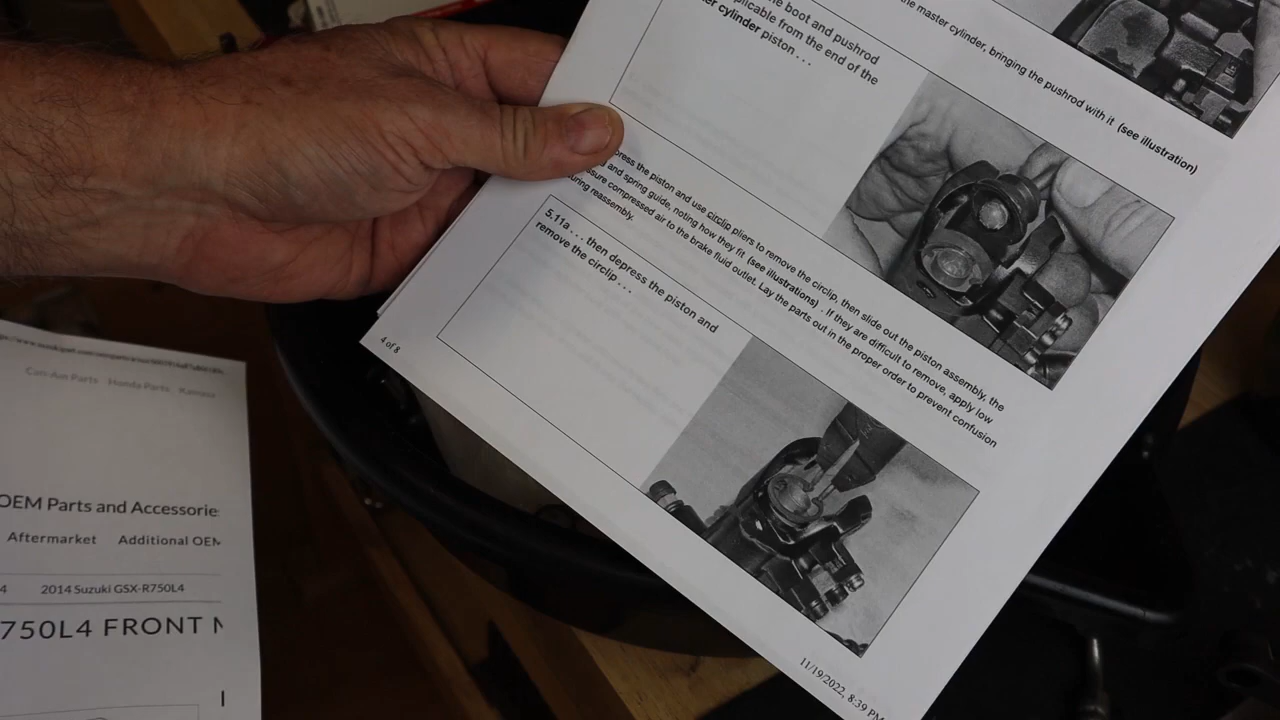 the master cylinder, bringing the pushrod with it (see illustration)
boot and pushrod
plicable from the end of the
cylinder piston . . .
press the piston and use circlip pliers to remove the circlip, then slide out the piston assembly, the
and spring guide, noting how they fit (see illustrations) . If they are difficult to remove, apply low
compressed air to the brake fluid outlet. Lay the parts out in the proper order to prevent confusion
during reassembly.
5.11a . . . then depress the piston and
remove the circlip . . .
4 of 8
11/19/2022, 8:39 PM
Can-Am Parts Honda Parts
OEM Parts and Accessorie
Aftermarket Additional OEM
4 2014 Suzuki GSX-R750L4
750L4 FRONT M